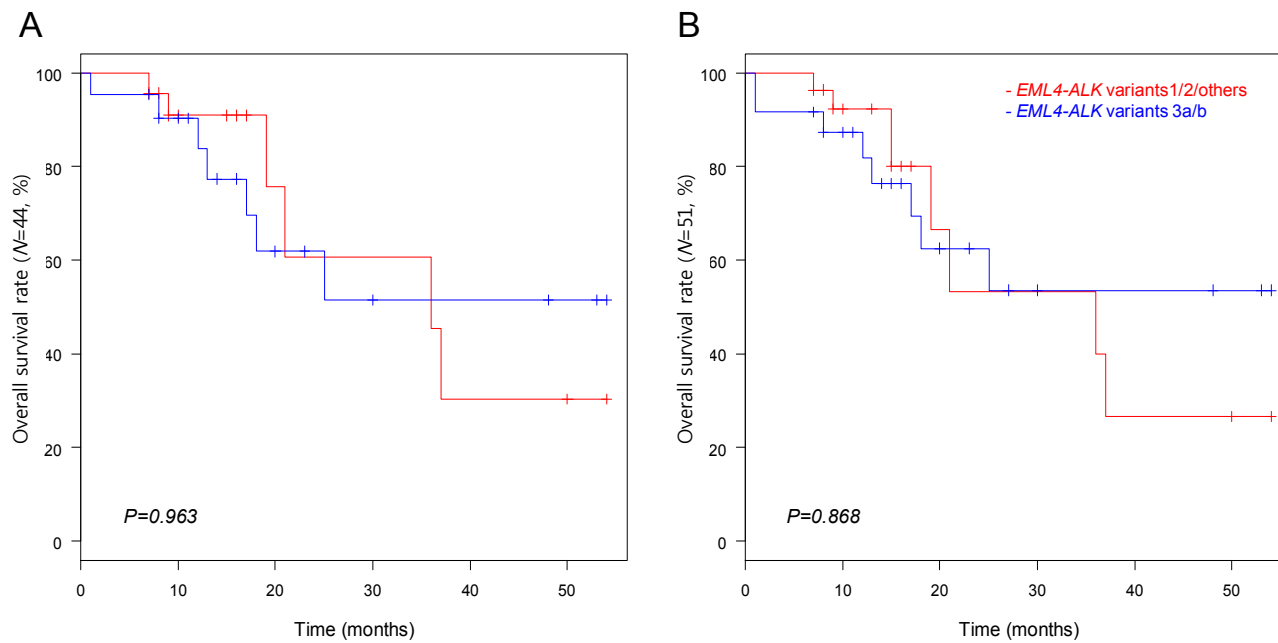 A
Overall survival rate (N=44, %)
100
80
60
40
20
0
P=0.963
0 10 20 30 40 50
Time (months)
B
Overall survival rate (N=51, %)
100
80
60
40
20
0
- EML4-ALK variants1/2/others
- EML4-ALK variants 3a/b
P=0.868
0 10 20 30 40 50
Time (months)